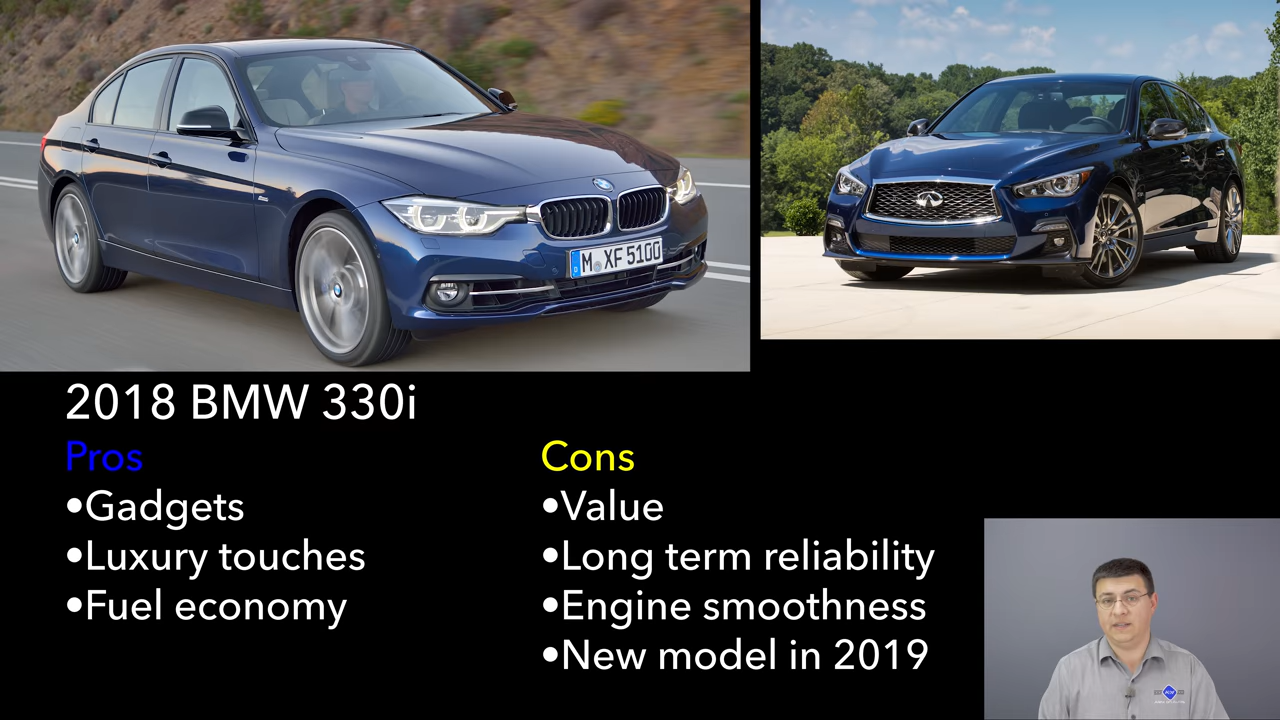 M XF 5100
2018 BMW 330i
Pros
•Gadgets
•Luxury touches
•Fuel economy
Cons
•Value
•Long term reliability
•Engine smoothness
•New model in 2019